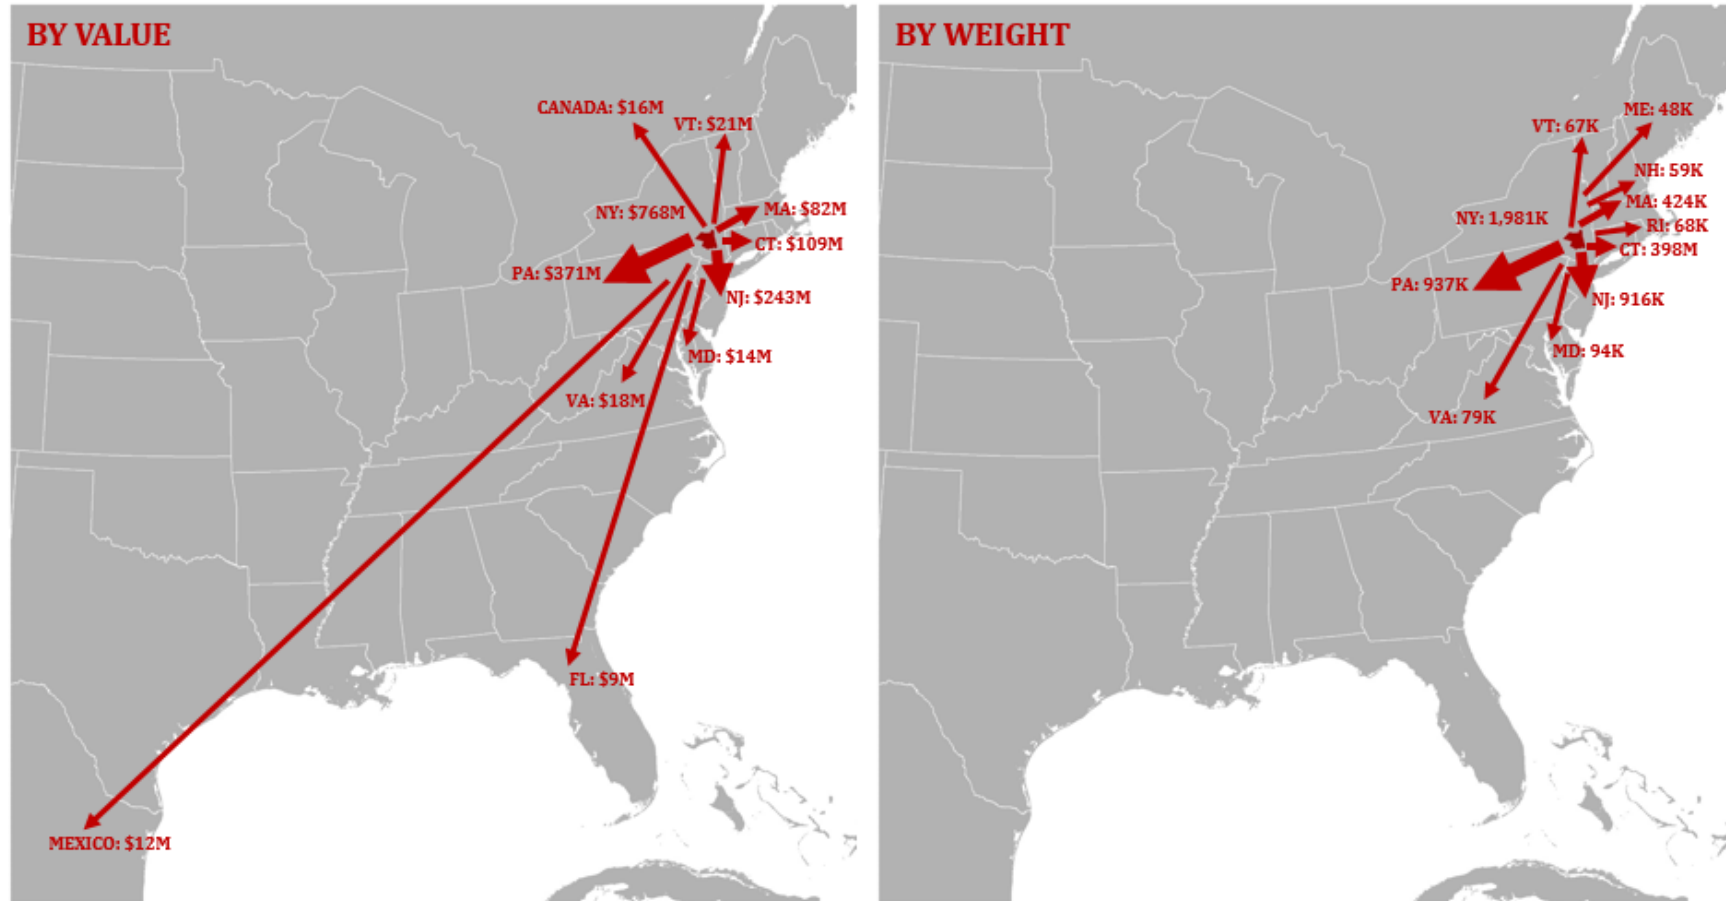 BY VALUE
CANADA: $16M
VT: $21M
NY: $768M
MA: $82M
CT: $109M
PA: $371M
NJ: $243M
MD: $14M
VA: $18M
FL: $9M
MEXICO: $12M
BY WEIGHT
ME: 48K
VT: 67K
NH: 59K
MA: 424K
NY: 1,981K
RI: 68K
CT: 398M
PA: 937K
NJ: 916K
MD: 94K
VA: 79K